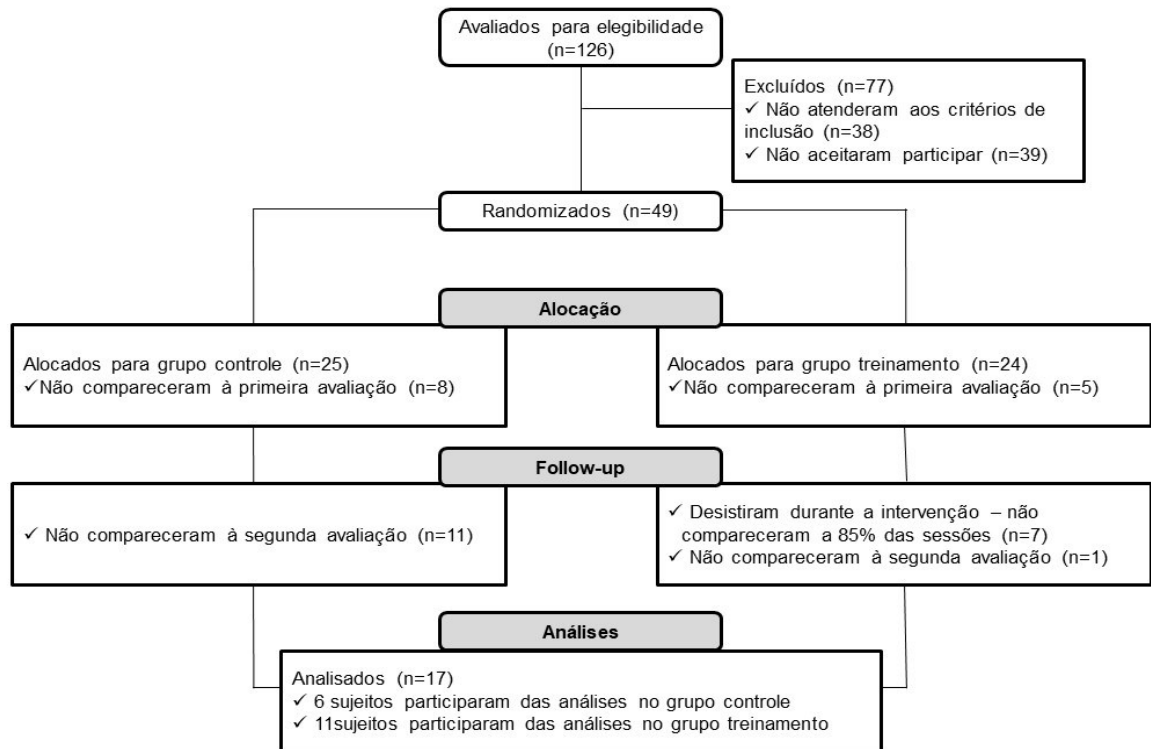 Avaliados para elegibilidade
(n=126)
Excluídos (n=77)
✓ Não atenderam aos critérios de
inclusão (n=38)
✓ Não aceitaram participar (n=39)
Randomizados (n=49)
Alocação
Alocados para grupo controle (n=25)
✓Não compareceram à primeira avaliação (n=8)
Alocados para grupo treinamento (n=24)
✓Não compareceram à primeira avaliação (n=5)
Follow-up
✓ Não compareceram à segunda avaliação (n=11)
✓ Desistiram durante a intervenção – não
compareceram a 85% das sessões (n=7)
✓ Não compareceram à segunda avaliação (n=1)
Análises
Analisados (n=17)
✓ 6 sujeitos participaram das análises no grupo controle
✓ 11sujeitos participaram das análises no grupo treinamento